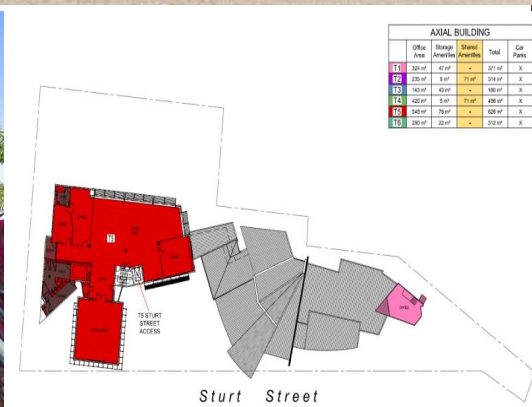 AXIAL BUILDING
Office Area Storage Amenities Shared Amenities Total Car Parks
T1 324 m² 47 m² - 371 m² X
T2 235 m² 8 m² 71 m² 314 m² X
T3 143 m² 43 m² - 186 m² X
T4 420 m² 5 m² 71 m² 496 m² X
T5 548 m² 78 m² - 626 m² X
T6 290 m² 22 m² - 312 m² X
T5
T5 STURT
STREET
ACCESS
Sturt Street